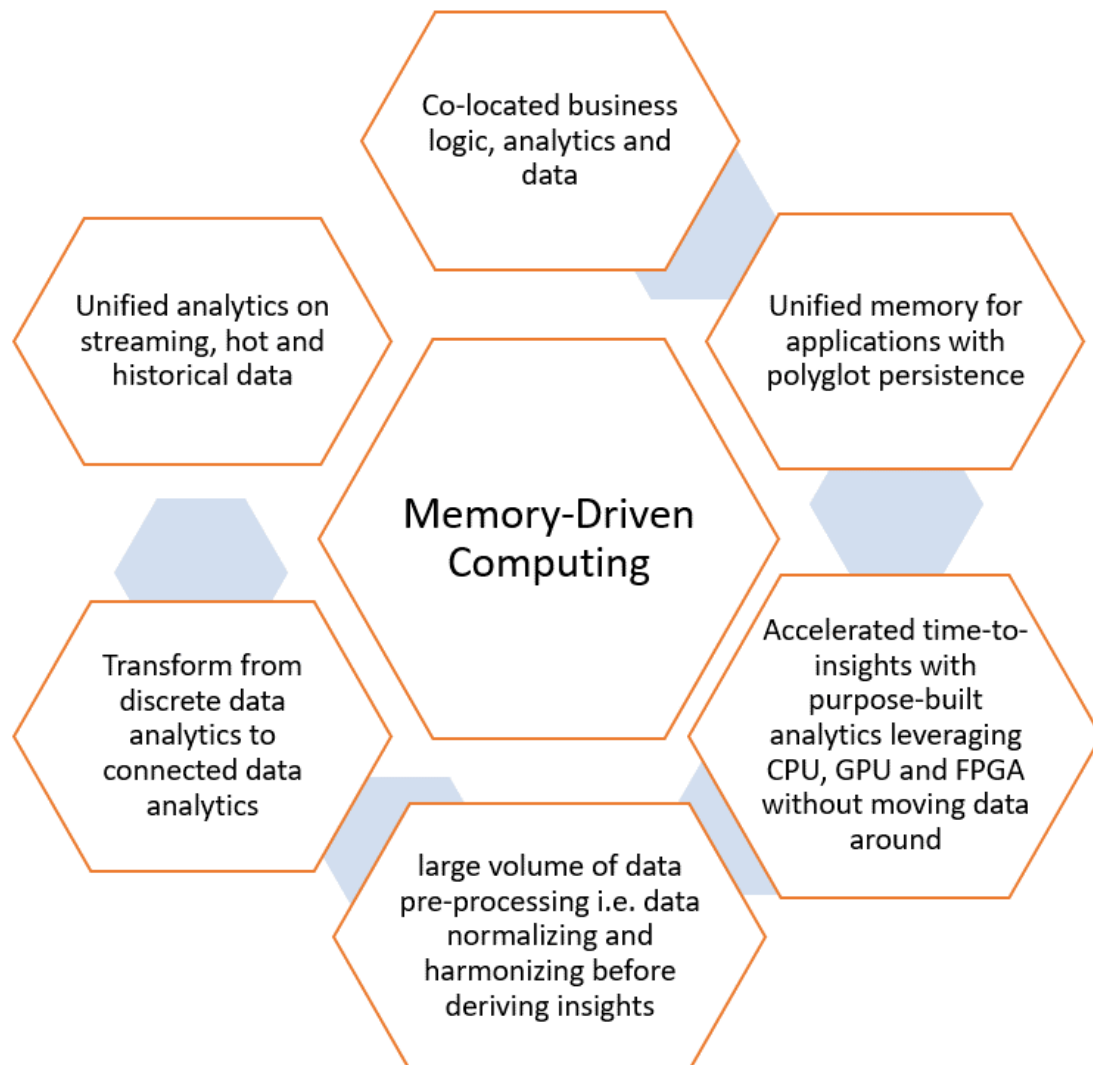 Co-located business
logic, analytics and
data
Unified analytics on
streaming, hot and
historical data
Unified memory for
applications with
polyglot persistence
Memory-Driven
Computing
Transform from
discrete data
analytics to
connected data
analytics
Accelerated time-to-
insights with
purpose-built
analytics leveraging
CPU, GPU and FPGA
without moving data
around
large volume of data
pre-processing i.e. data
normalizing and
harmonizing before
deriving insights